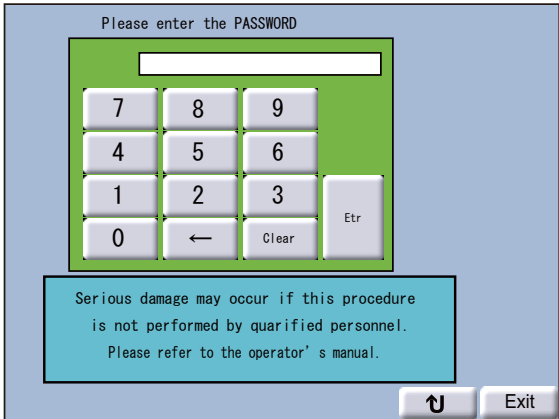 Please enter the PASSWORD
7 8 9
4 5 6
1 2 3
Etr
0 ← Clear
Serious damage may occur if this procedure
is not performed by quarified personnel.
Please refer to the operator's manual.
Exit